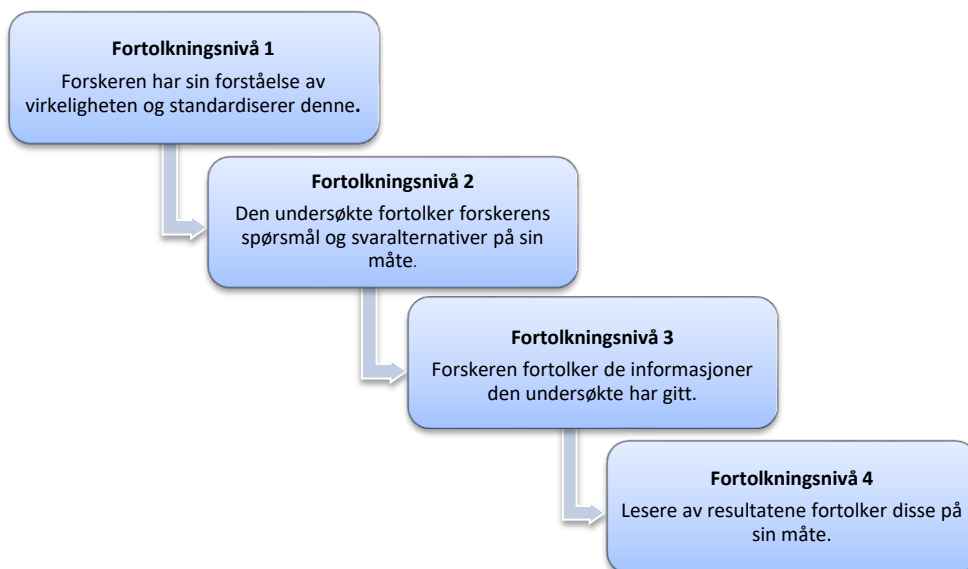 Fortolkningsnivå 1
Forskeren har sin forståelse av
virkeligheten og standardiserer denne.
Fortolkningsnivå 2
Den undersøkte fortolker forskerens
spørsmål og svaralternativer på sin
måte.
Fortolkningsnivå 3
Forskeren fortolker de informasjoner
den undersøkte har gitt.
Fortolkningsnivå 4
Lesere av resultatene fortolker disse på
sin måte.